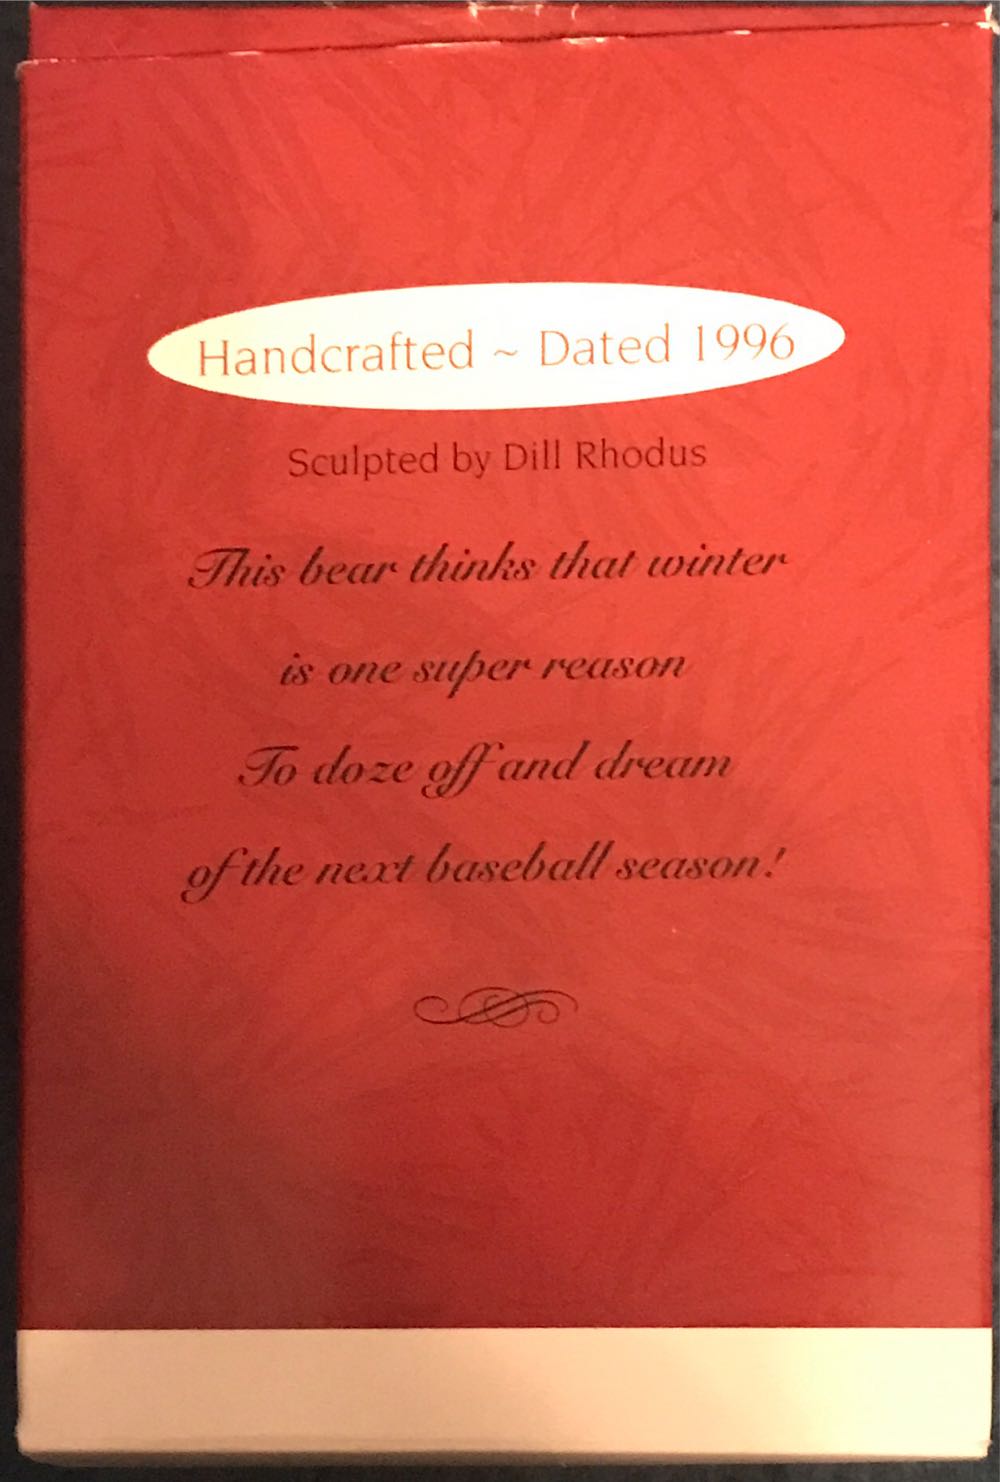 Handcrafted ~ Dated 1996
Sculpted by Dill Rhodus
This bear thinks that winter
is one super reason
To doze off and dream
of the next baseball season!